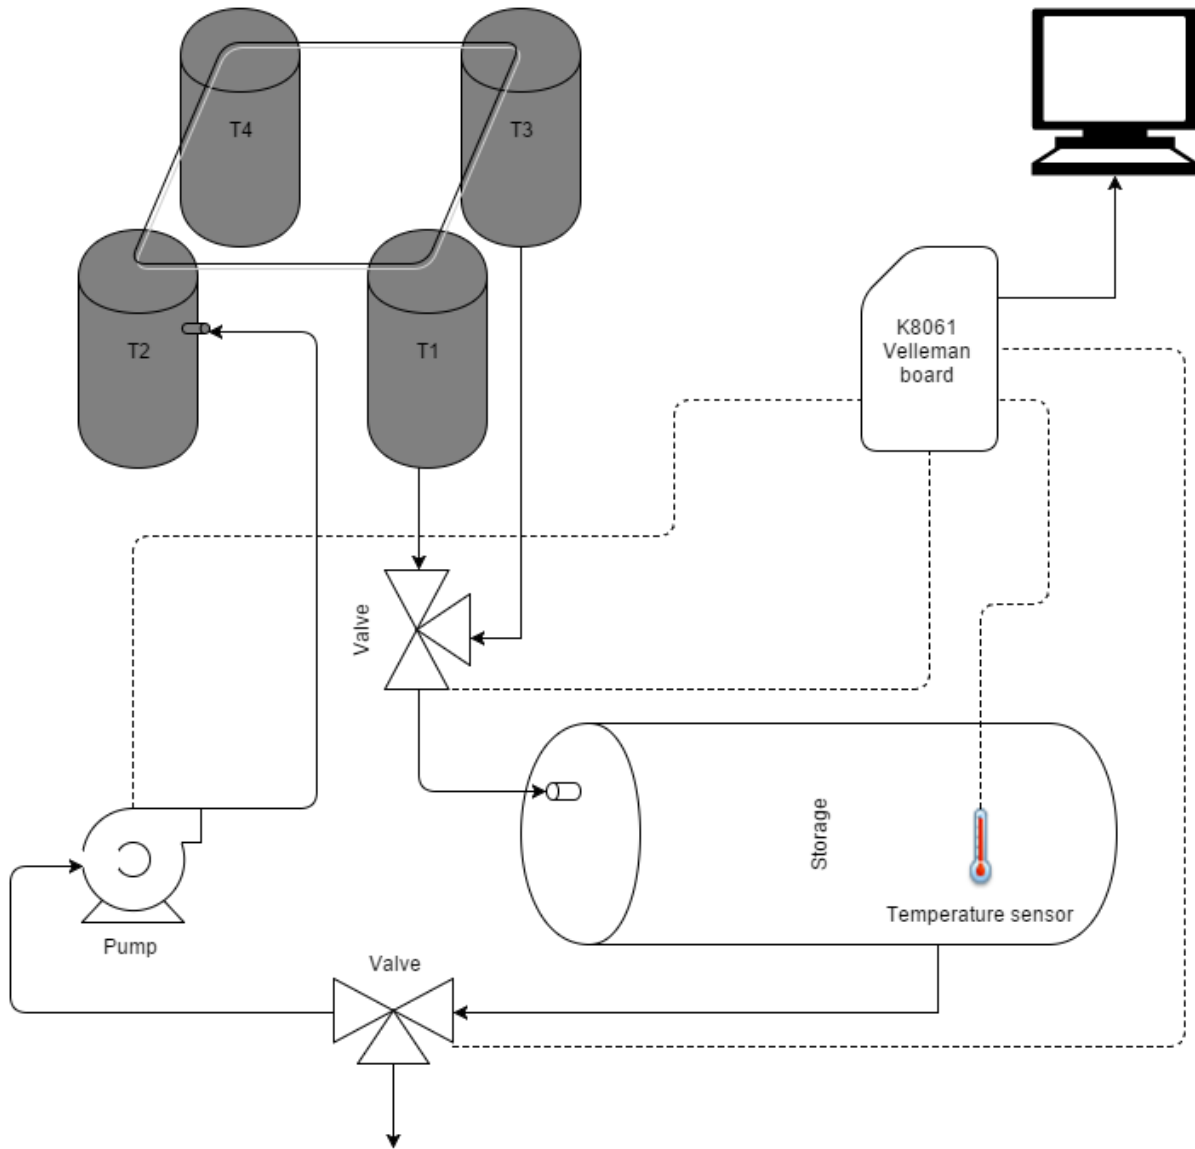 T4
T3
T2
T1
K8061
Velleman
board
Valve
Storage
Temperature sensor
Pump
Valve